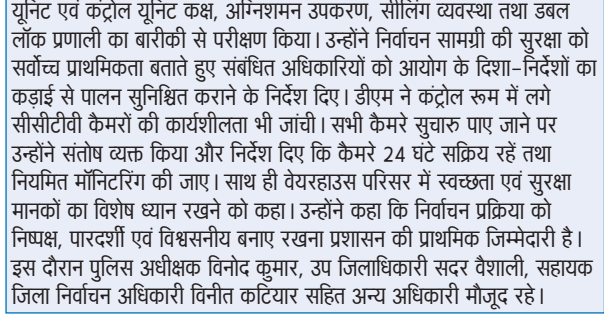 यूनिट एवं कंट्रोल यूनिट कक्ष, अग्निशमन उपकरण, सीलिंग व्यवस्था तथा डबल
लॉक प्रणाली का बारीकी से परीक्षण किया। उन्होंने निर्वाचन सामग्री की सुरक्षा को
सर्वोच्च प्राथमिकता बताते हुए संबंधित अधिकारियों को आयोग के दिशा-निर्देशों का
कड़ाई से पालन सुनिश्चित कराने के निर्देश दिए। डीएम ने कंट्रोल रूम में लगे
सीसीटीवी कैमरों की कार्यशीलता भी जांची। सभी कैमरे सुचारु पाए जाने पर
उन्होंने संतोष व्यक्त किया और निर्देश दिए कि कैमरे 24 घंटे सक्रिय रहें तथा
नियमित मॉनिटरिंग की जाए। साथ ही वेयरहाउस परिसर में स्वच्छता एवं सुरक्षा
मानकों का विशेष ध्यान रखने को कहा। उन्होंने कहा कि निर्वाचन प्रक्रिया को
निष्पक्ष, पारदर्शी एवं विश्वसनीय बनाए रखना प्रशासन की प्राथमिक जिम्मेदारी है।
इस दौरान पुलिस अधीक्षक विनोद कुमार, उप जिलाधिकारी सदर वैशाली, सहायक
जिला निर्वाचन अधिकारी विनीत कटियार सहित अन्य अधिकारी मौजूद रहे।